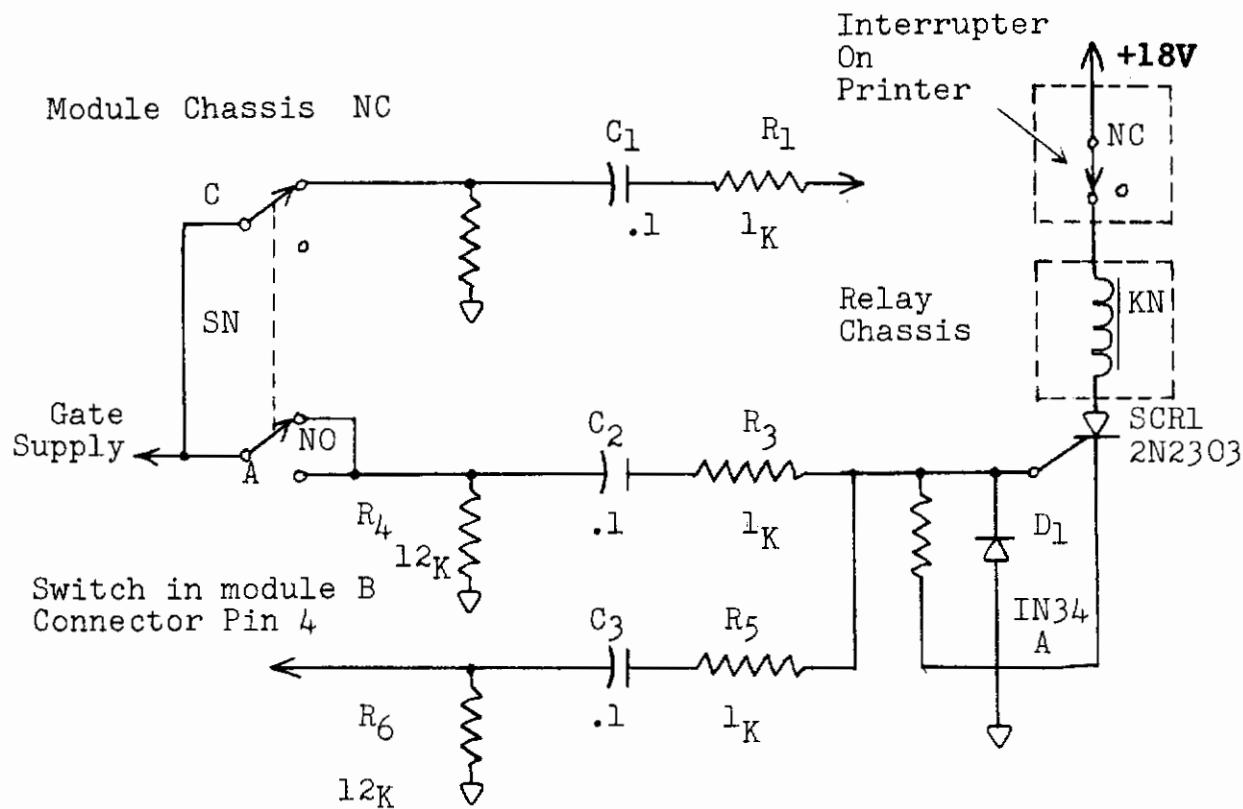 Interrupter
On
Printer
+18V
Module Chassis NC
NC
C1
R1
C
.1
1K
SN
Relay
Chassis
KN
Gate
Supply
NO
A
C2
R3
SCR1
2N2303
R4
12K
.1
1K
D1
Switch in module B
Connector Pin 4
C3
R5
IN34
A
R6
.1
1K
12K